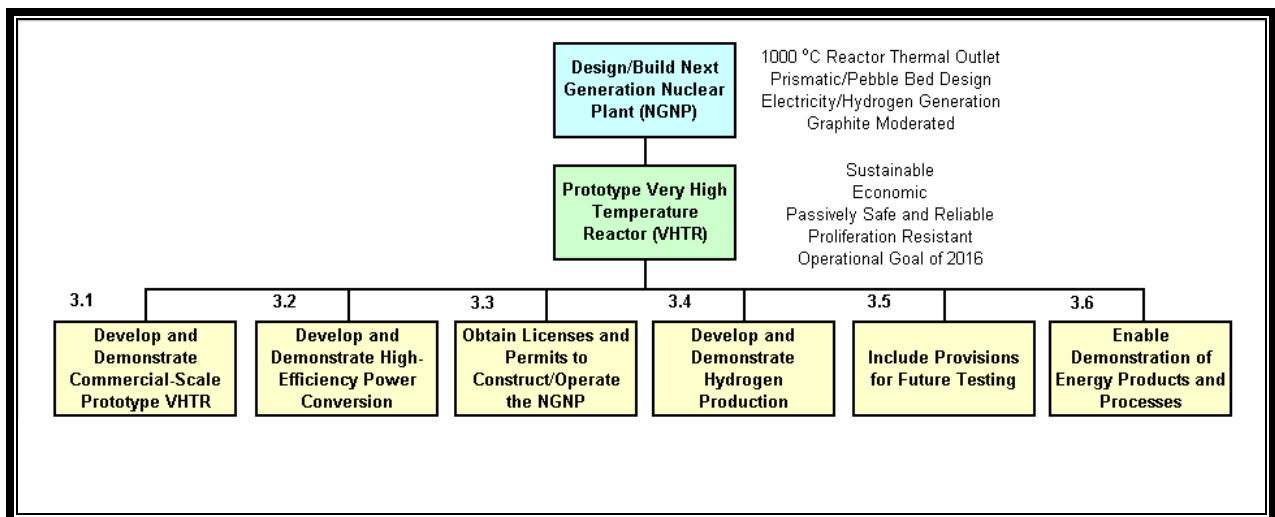 Design/Build Next
Generation Nuclear
Plant (NGNP)
1000 ºC Reactor Thermal Outlet
Prismatic/Pebble Bed Design
Electricity/Hydrogen Generation
Graphite Moderated
Prototype Very High
Temperature
Reactor (VHTR)
Sustainable
Economic
Passively Safe and Reliable
Proliferation Resistant
Operational Goal of 2016
3.1
Develop and
Demonstrate
Commercial-Scale
Prototype VHTR
3.2
Develop and
Demonstrate High-
Efficiency Power
Conversion
3.3
Obtain Licenses and
Permits to
Construct/Operate
the NGNP
3.4
Develop and
Demonstrate
Hydrogen
Production
3.5
Include Provisions
for Future Testing
3.6
Enable
Demonstration of
Energy Products and
Processes